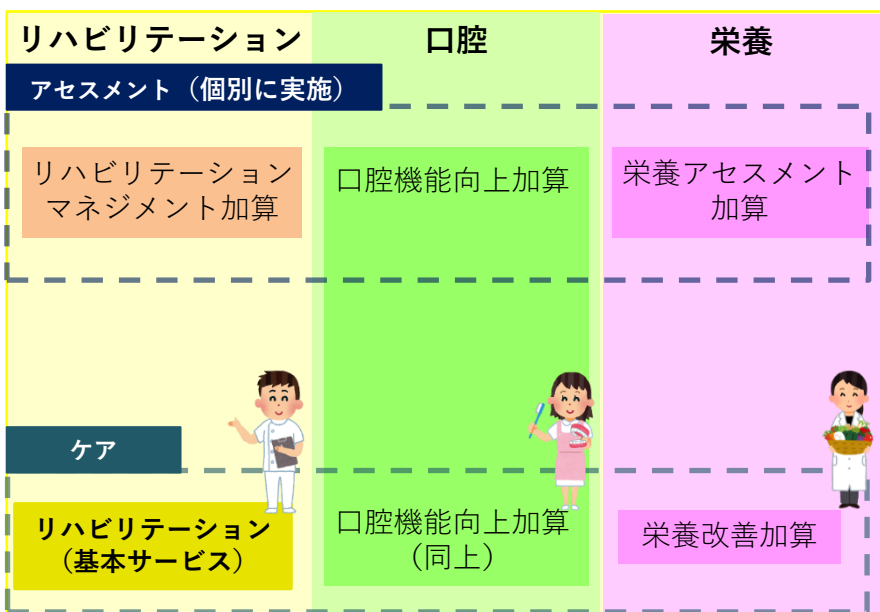 リハビリテーション
口腔
栄養
アセスメント（個別に実施）
リハビリテーション
マネジメント加算
口腔機能向上加算
栄養アセスメント
加算
ケア
リハビリテーション
（基本サービス）
口腔機能向上加算
（同上）
栄養改善加算